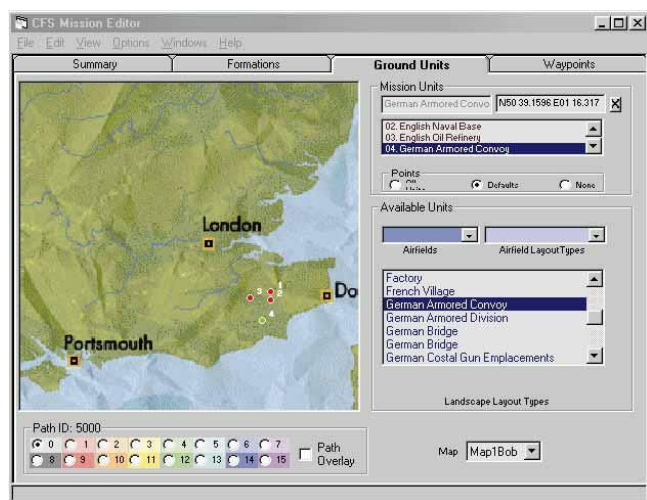 CFS Mission Editor
File Edit View Options Windows Help
Summary Formations Ground Units Waypoints
Mission Units
German Armored Convo N50 39.1596 E01 16.317 X
02. English Naval Base
03. English Oil Refinery
04. German Armored Convoy
Points
Defaults None
Available Units
Airfields Airfield LayoutTypes
Factory
French Village
German Armored Convoy
German Armored Division
German Bridge
German Bridge
German Costal Gun Emplacements
Landscape Layout Types
London
3 1
2
Do
4
Portsmouth
Path ID: 5000
0 1 2 3 4 5 6 7
8 9 10 11 12 13 14 15
Path
Overlay
Map Map1Bob